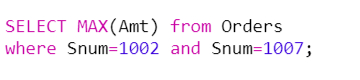 SELECT MAX(Amt) from Orders
where Snum=1002 and Snum=1007;